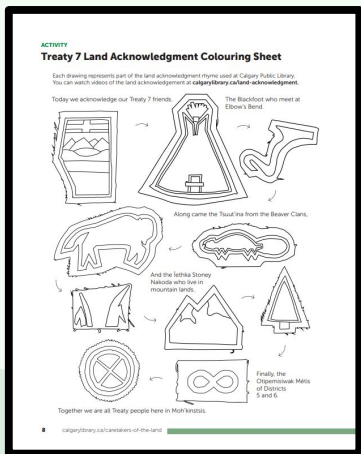 ACTIVITY
Treaty 7 Land Acknowledgment Colouring Sheet
Each drawing represents part of the land acknowledgment rhyme used at Calgary Public Library.
You can watch videos of the land acknowledgement at calgarylibrary.ca/land-acknowledgment.
Today we acknowledge our Treaty 7 friends,
The Blackfoot who meet at
Elbow's Bend.
Along came the Tsuut'ina from the Beaver Clans,
And the Îethka Stoney
Nakoda who live in
mountain lands.
Finally, the
Otipemisiwak Métis
of Districts
5 and 6.
Together we are all Treaty people here in Moh'kinstsis.
8 calgarylibrary.ca/caretakers-of-the-land